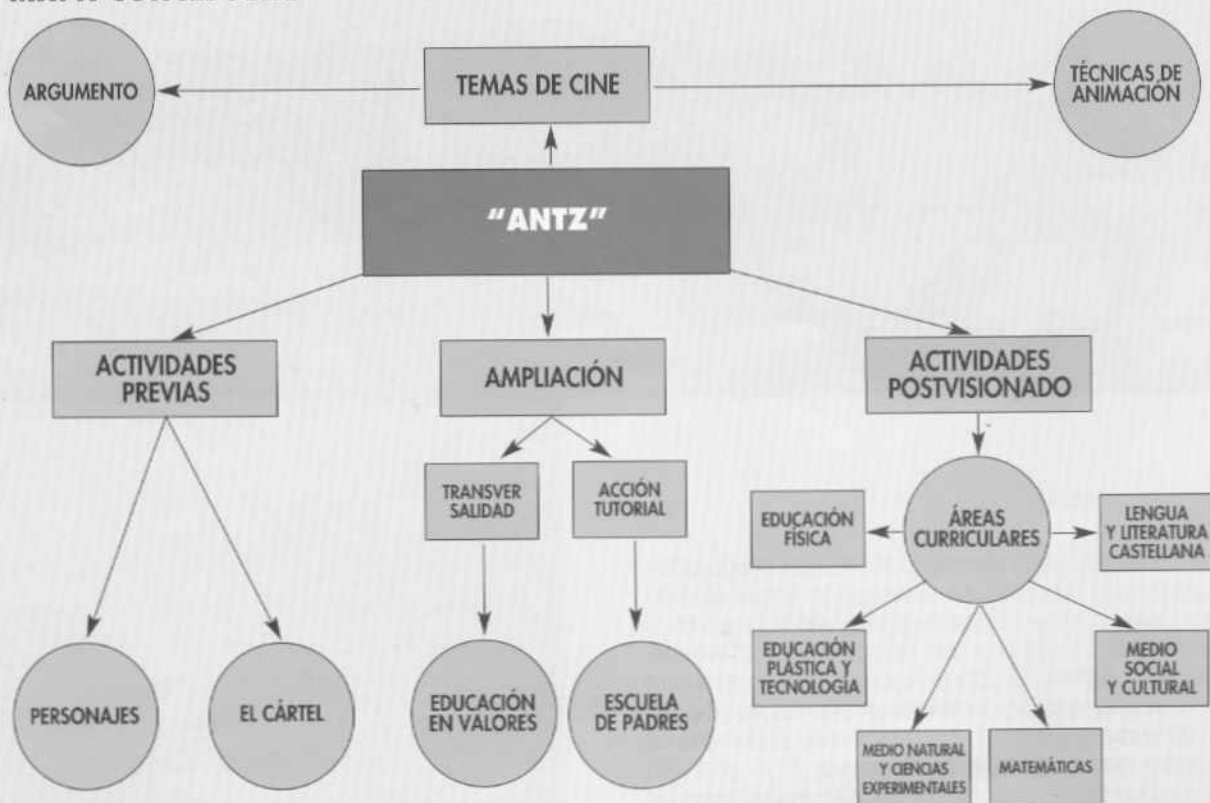 ARGUMENTO
TEMAS DE CINE
TÉCNICAS DE
ANIMACIÓN
"ANTZ"
ACTIVIDADES
PREVIAS
AMPLIACIÓN
ACTIVIDADES
POSTVISIONADO
TRANSVER
SALIDAD
ACCIÓN
TUTORIAL
EDUCACIÓN
FÍSICA
ÁREAS
CURRICULARES
LENGUA
Y LITERATURA
CASTELLANA
PERSONAJES
EL CÁRTEL
EDUCACIÓN
EN VALORES
ESCUELA
DE PADRES
EDUCACIÓN
PLÁSTICA Y
TECNOLOGÍA
MEDIO
SOCIAL
Y CULTURAL
MEDIO NATURAL
Y CIENCIAS
EXPERIMENTALES
MATEMÁTICAS